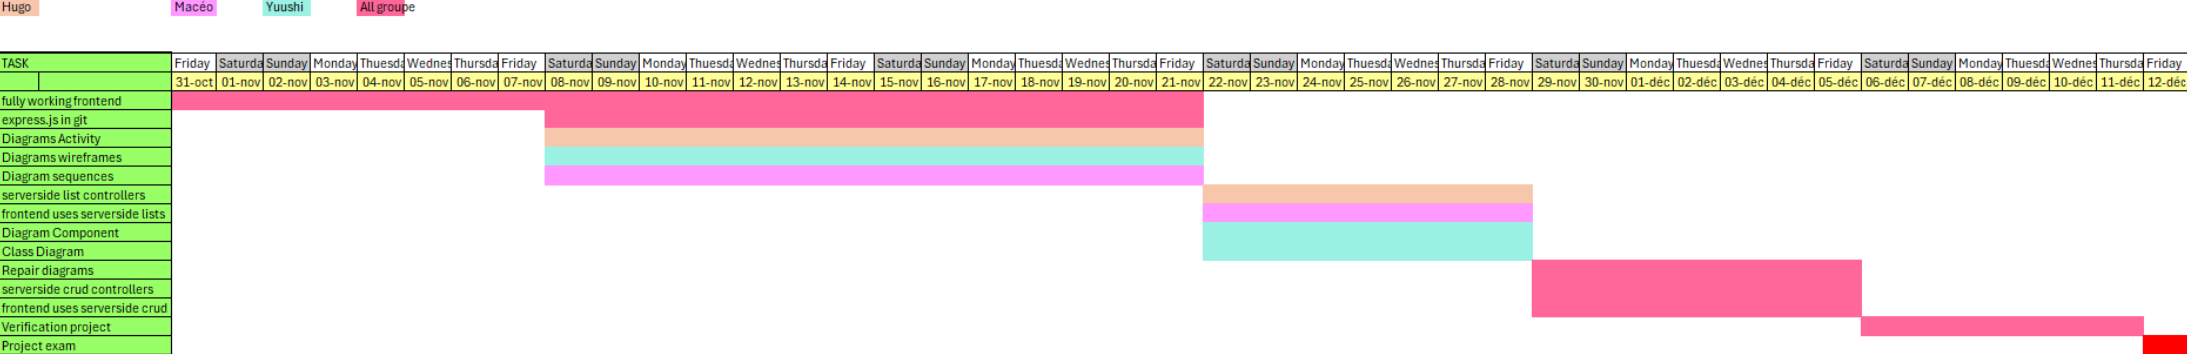 Hugo Macéo Yuushi All groupe
TASK Friday Saturda Sunday Monday Thuesda Wednes Thursda Friday Saturda Sunday Monday Thuesda Wednes Thursda Friday Saturda Sunday Monday Thuesda Wednes Thursda Friday Saturda Sunday Monday Thuesda Wednes Thursda Friday Saturda Sunday Monday Thuesda Wednes Thursda Friday Saturda Sunday Monday Thuesda Wednes Thursda Friday
31-oct 01-nov 02-nov 03-nov 04-nov 05-nov 06-nov 07-nov 08-nov 09-nov 10-nov 11-nov 12-nov 13-nov 14-nov 15-nov 16-nov 17-nov 18-nov 19-nov 20-nov 21-nov 22-nov 23-nov 24-nov 25-nov 26-nov 27-nov 28-nov 29-nov 30-nov 01-déc 02-déc 03-déc 04-déc 05-déc 06-déc 07-déc 08-déc 09-déc 10-déc 11-déc 12-déc
fully working frontend
express.js in git
Diagrams Activity
Diagrams wireframes
Diagram sequences
serverside list controllers
frontend uses serverside lists
Diagram Component
Class Diagram
Repair diagrams
serverside crud controllers
frontend uses serverside crud
Verification project
Project exam